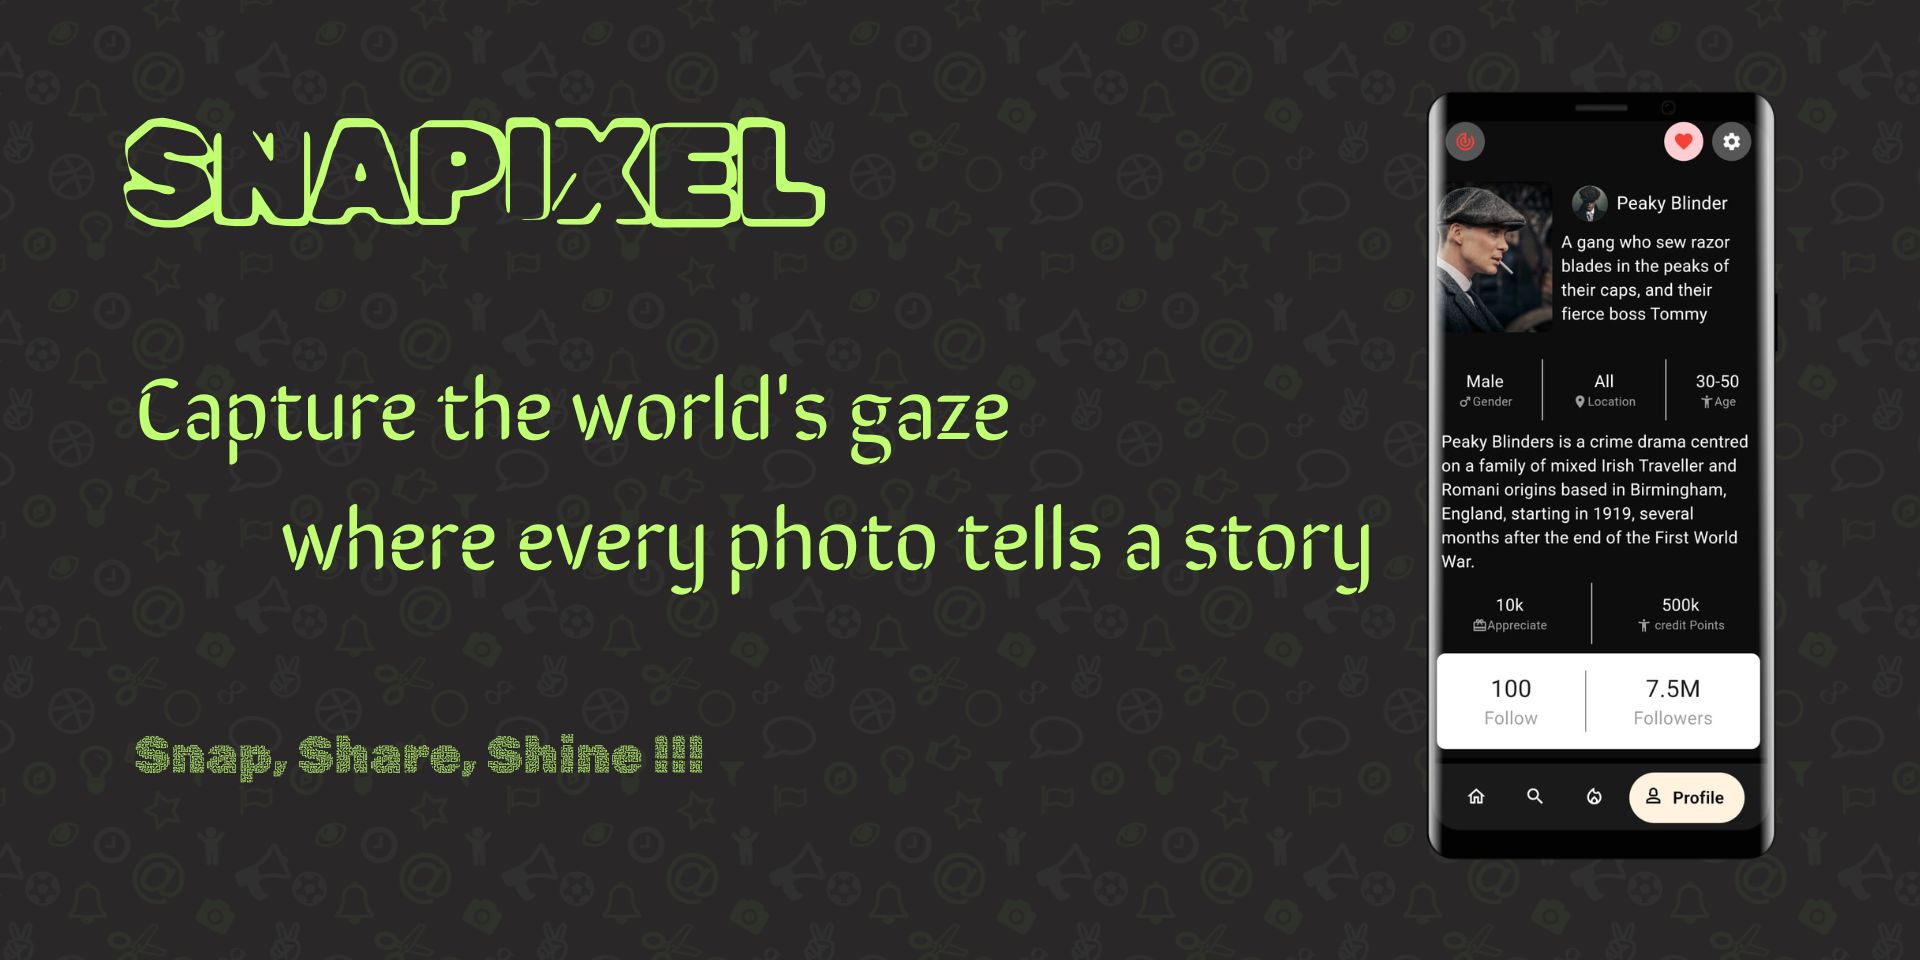 SNAPIXEL
Capture the world's gaze
where every photo tells a story
Snap, Share, Shine !!!
Peaky Blinder
A gang who sew razor
blades in the peaks of
their caps, and their
fierce boss Tommy
Male
Gender
All
Location
30-50
Age
Peaky Blinders is a crime drama centred
on a family of mixed Irish Traveller and
Romani origins based in Birmingham,
England, starting in 1919, several
months after the end of the First World
War.
10k
Appreciate
500k
credit Points
100
Follow
7.5M
Followers
Profile